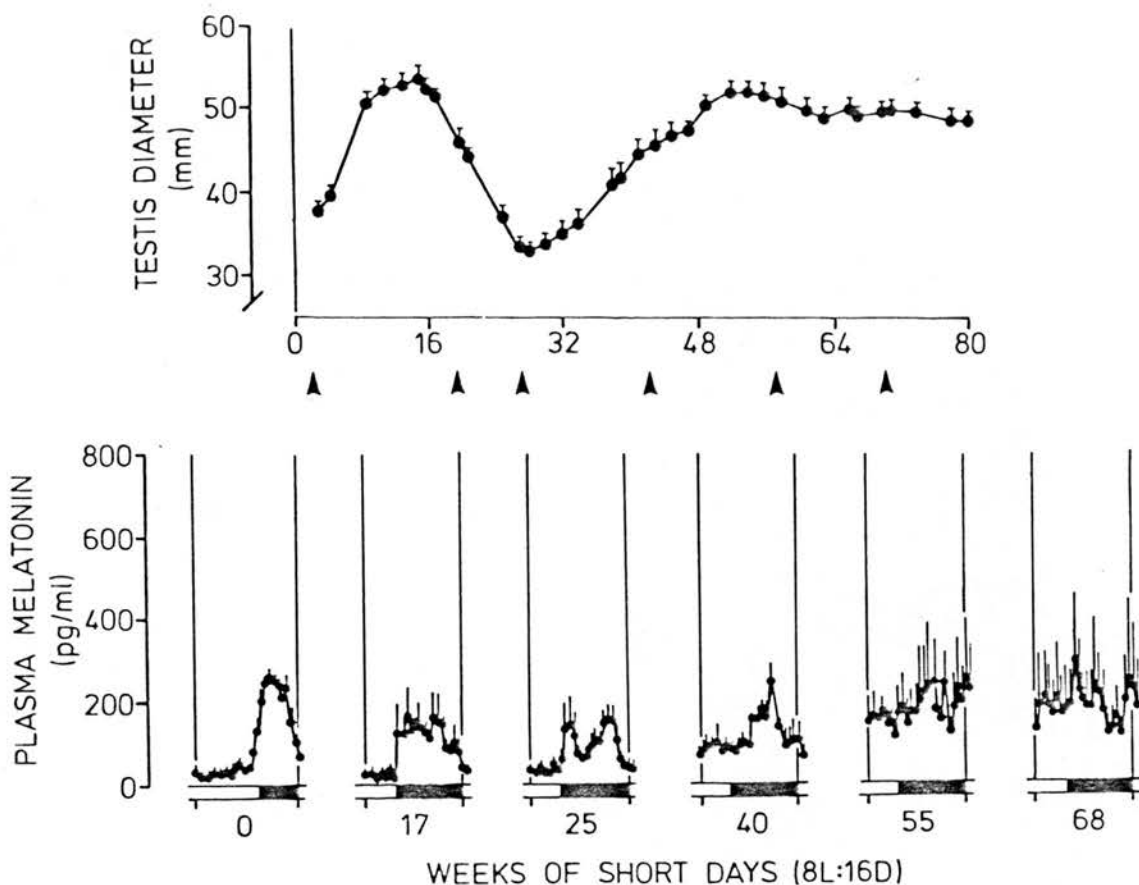 TESTIS DIAMETER
(mm)
60
50
40
30
0 16 32 48 64 80
PLASMA MELATONIN
(pg/ml)
800
600
400
200
0
0 17 25 40 55 68
WEEKS OF SHORT DAYS (8L:16D)